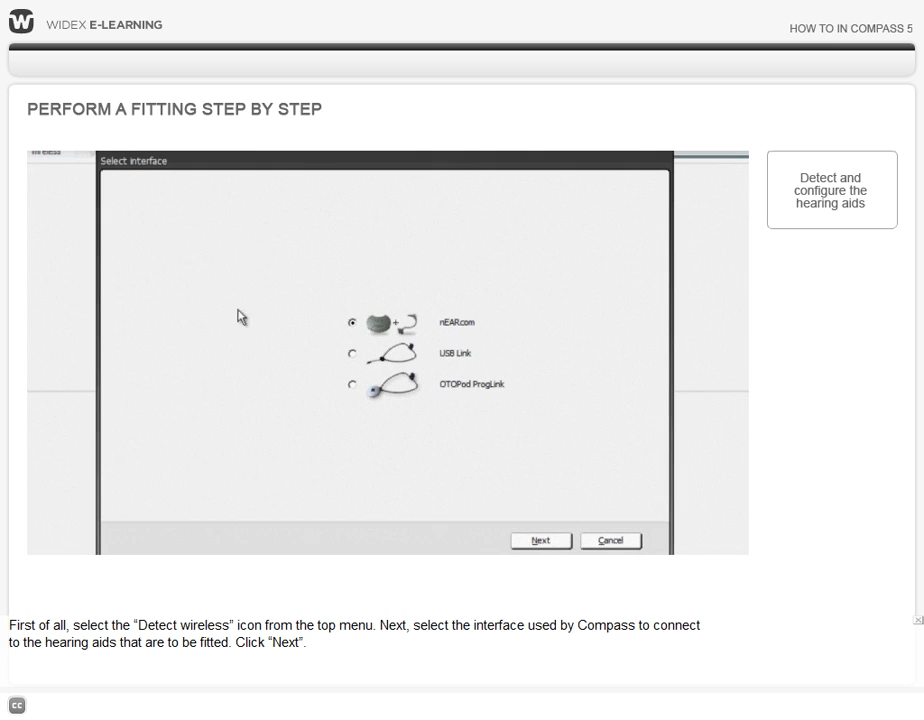 W WIDEX E-LEARNING
HOW TO IN COMPASS 5
PERFORM A FITTING STEP BY STEP
Wireless
Select interface
nEARcom
USB Link
OTOPod ProgLink
Next Cancel
Detect and
configure the
hearing aids
First of all, select the “Detect wireless” icon from the top menu. Next, select the interface used by Compass to connect
to the hearing aids that are to be fitted. Click “Next”.
cc